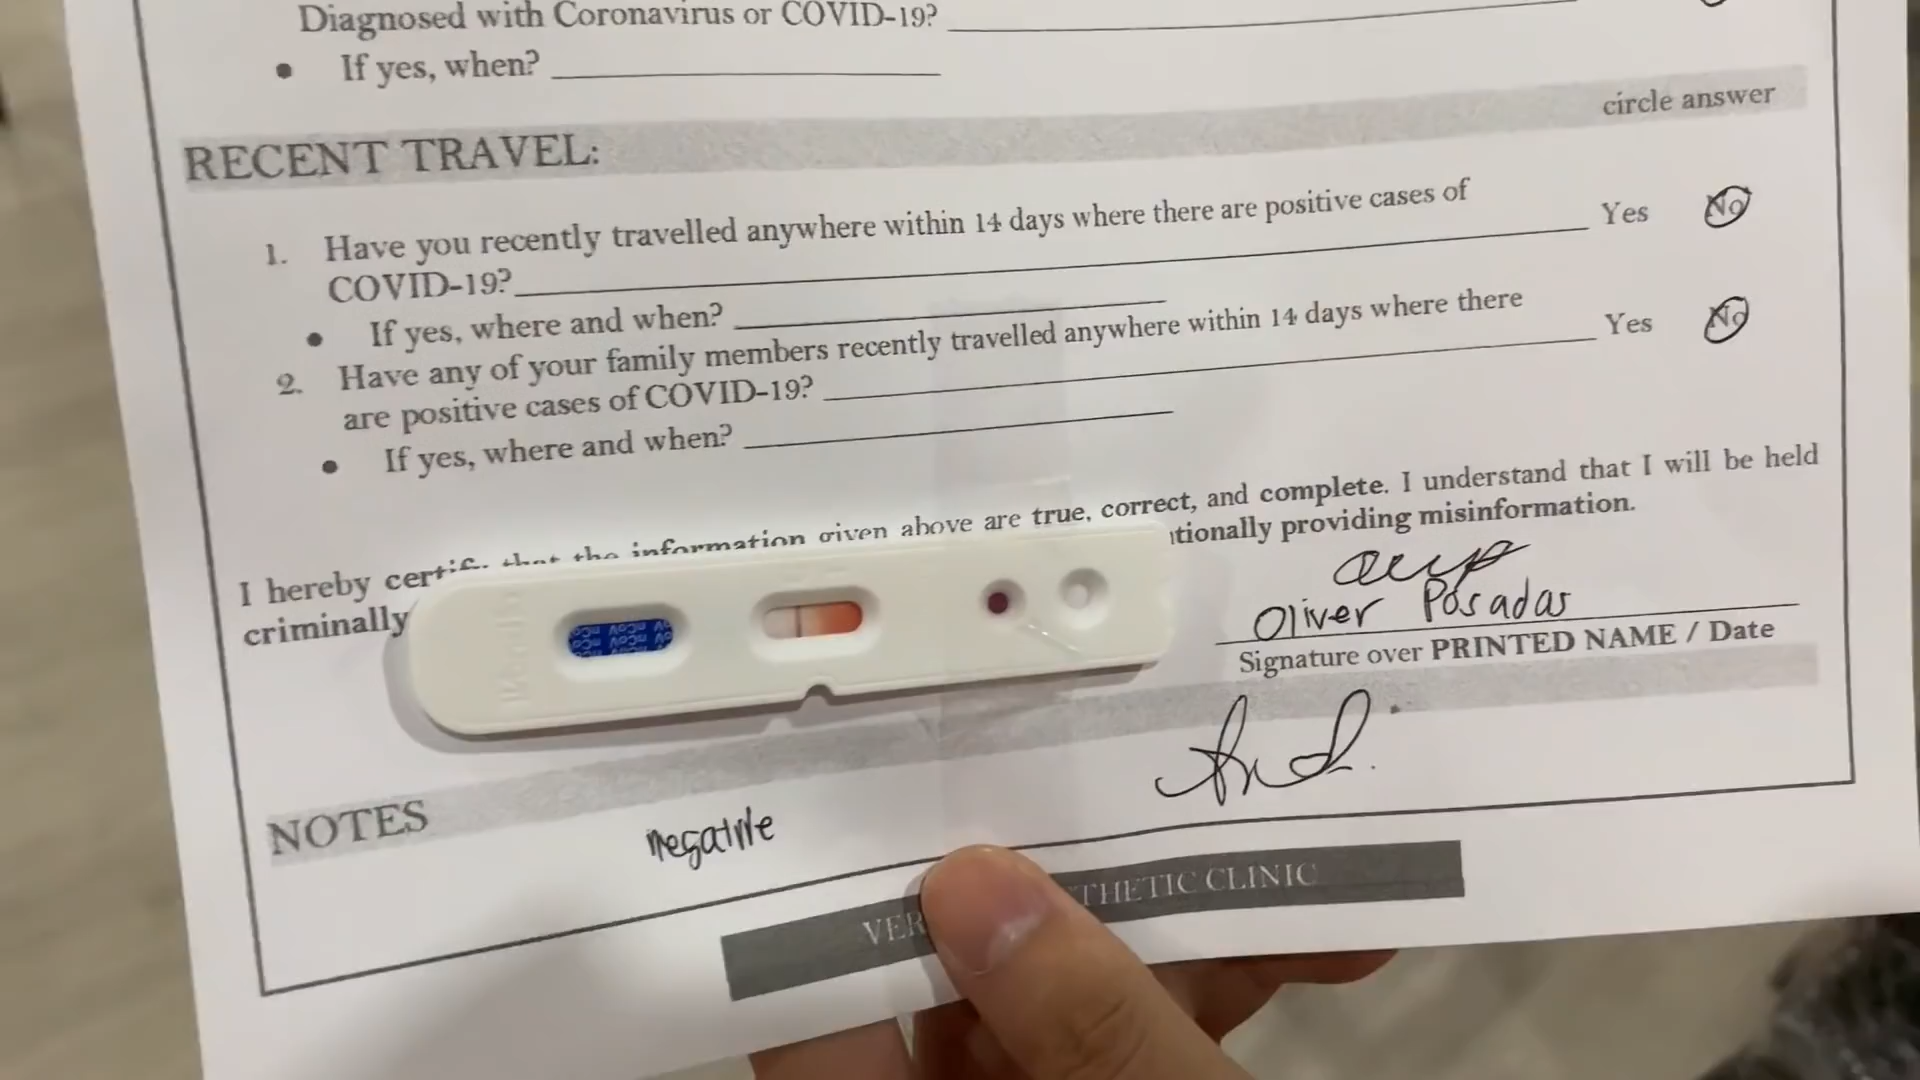 Diagnosed with Coronavirus or COVID-19?
• If yes, when?
circle answer
RECENT TRAVEL:
1. Have you recently travelled anywhere within 14 days where there are positive cases of Yes No
COVID-19?
• If yes, where and when?
2. Have any of your family members recently travelled anywhere within 14 days where there Yes No
are positive cases of COVID-19?
• If yes, where and when?
I hereby certify that the information given above are true, correct, and complete. I understand that I will be held
criminally tionally providing misinformation.
Oliver Posadas
Signature over PRINTED NAME / Date
nCoV nCoV
NOTES
negative
VER THETIC CLINIC